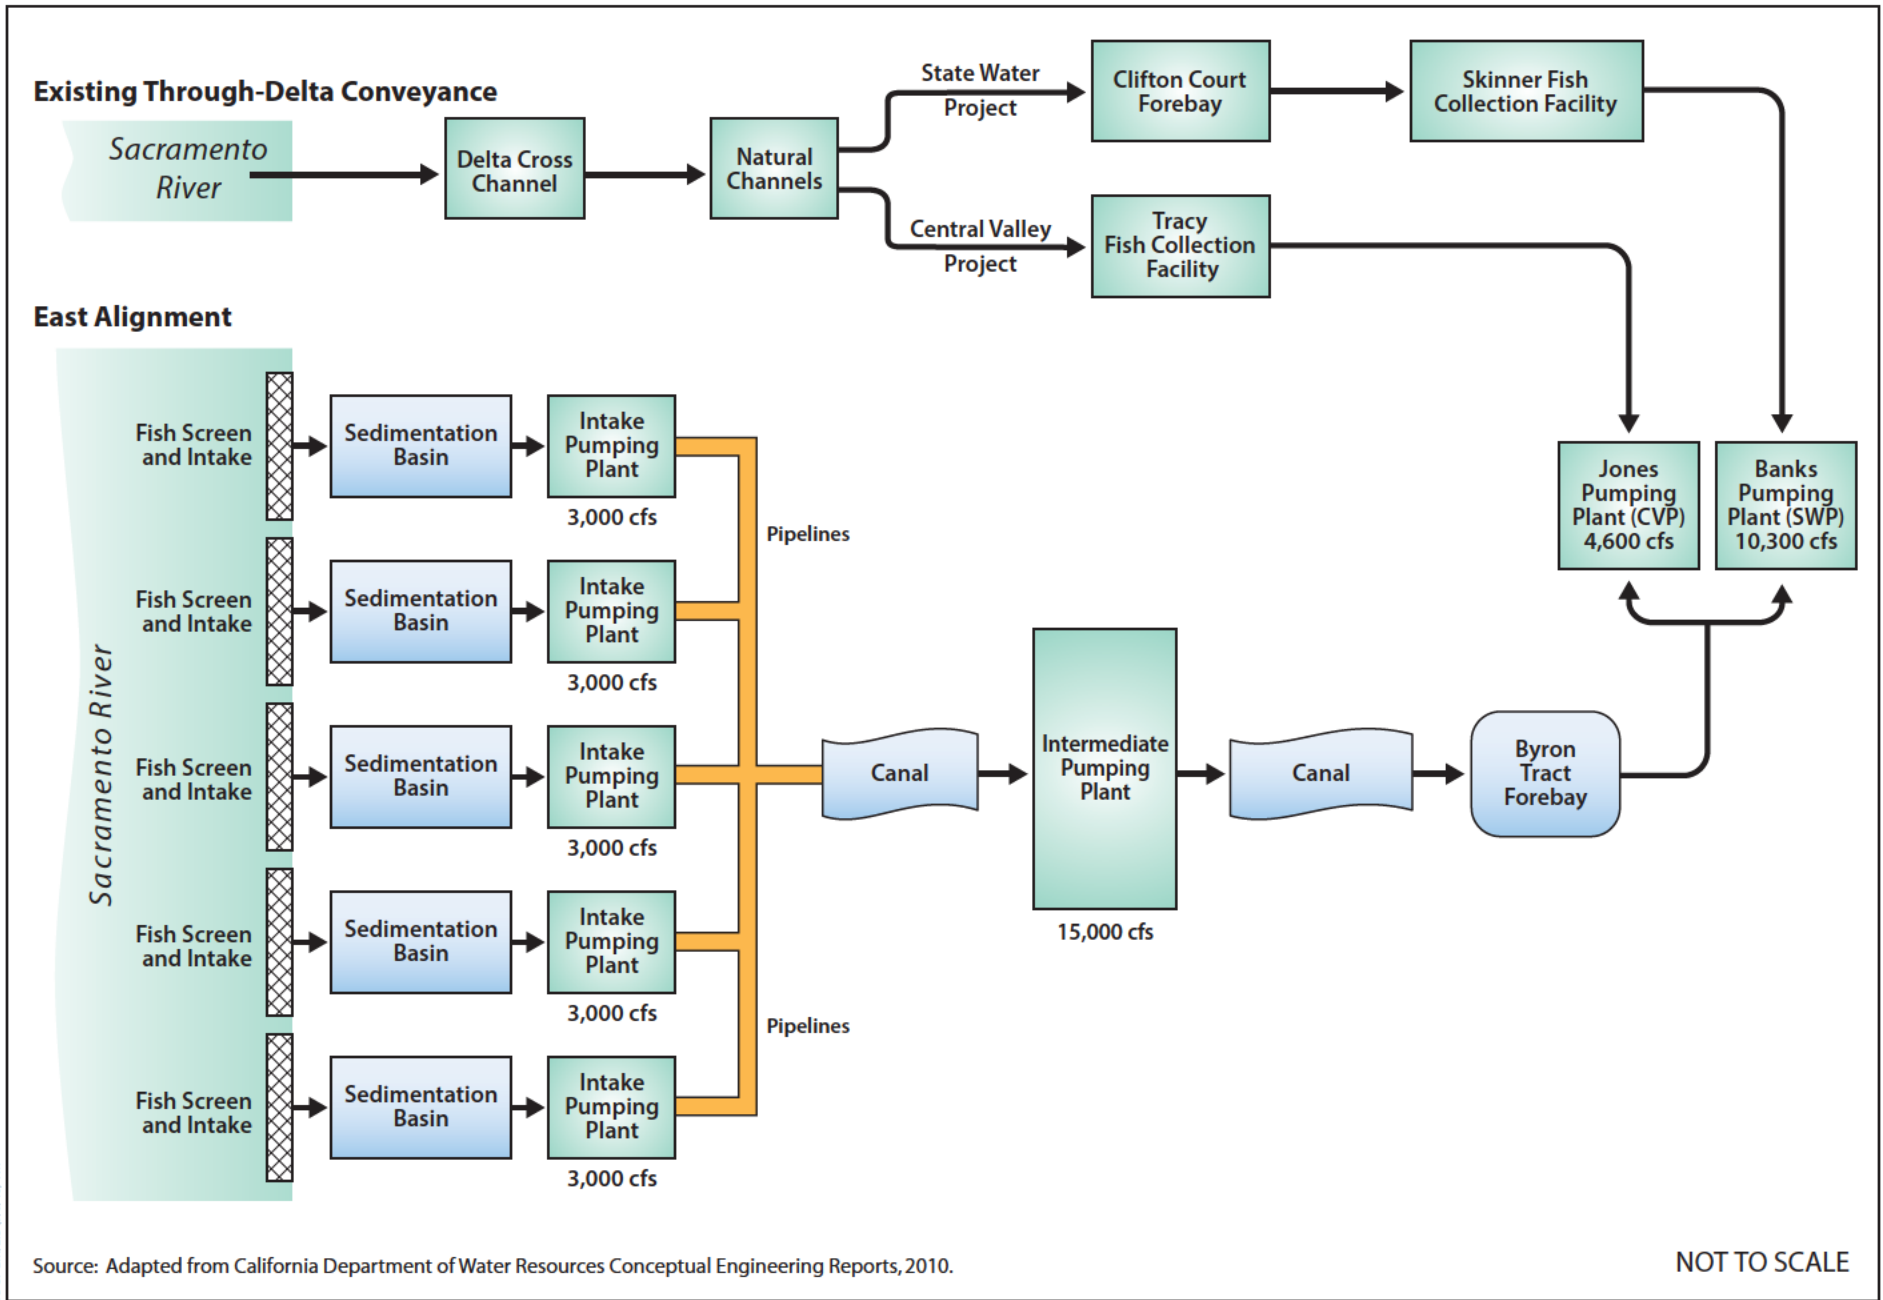 Existing Through-Delta Conveyance
Sacramento
River
Delta Cross
Channel
Natural
Channels
State Water
Project
Clifton Court
Forebay
Skinner Fish
Collection Facility
Central Valley
Project
Tracy
Fish Collection
Facility
Jones
Pumping
Plant (CVP)
4,600 cfs
Banks
Pumping
Plant (SWP)
10,300 cfs
East Alignment
Sacramento River
Fish Screen
and Intake
Sedimentation
Basin
Intake
Pumping
Plant
3,000 cfs
Pipelines
Fish Screen
and Intake
Sedimentation
Basin
Intake
Pumping
Plant
3,000 cfs
Fish Screen
and Intake
Sedimentation
Basin
Intake
Pumping
Plant
3,000 cfs
Canal
Intermediate
Pumping
Plant
15,000 cfs
Canal
Byron
Tract
Forebay
Fish Screen
and Intake
Sedimentation
Basin
Intake
Pumping
Plant
3,000 cfs
Pipelines
Fish Screen
and Intake
Sedimentation
Basin
Intake
Pumping
Plant
3,000 cfs
Source: Adapted from California Department of Water Resources Conceptual Engineering Reports, 2010.
NOT TO SCALE